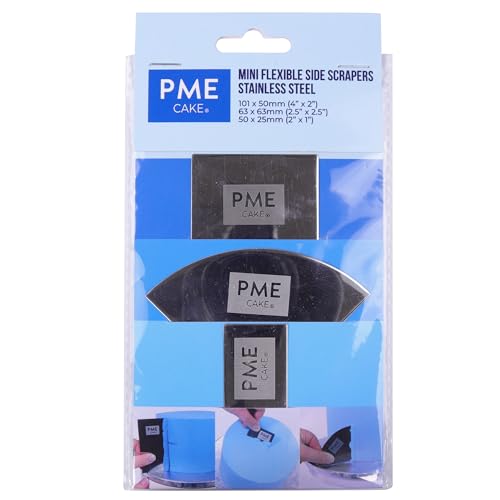 PME
CAKE®
MINI FLEXIBLE SIDE SCRAPERS
STAINLESS STEEL
101 x 50mm (4" x 2")
63 x 63mm (2.5" x 2.5")
50 x 25mm (2" x 1")
PME
CAKE®
PME
CAKE®
PME
CAKE®